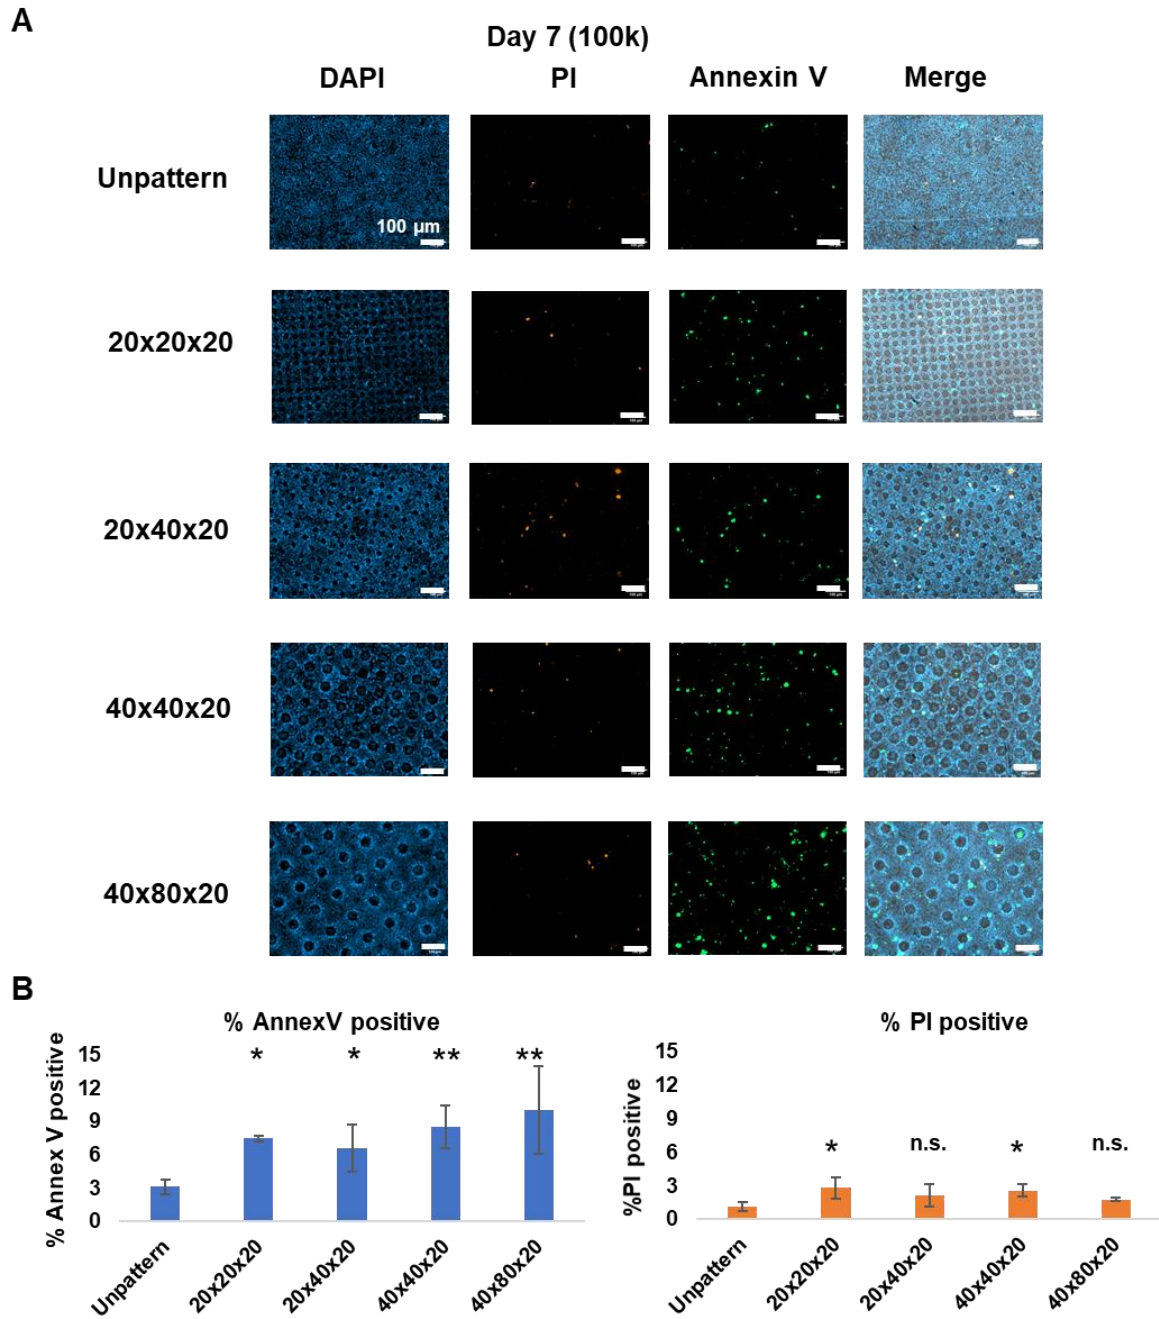 A
Day 7 (100k)
DAPI PI Annexin V Merge
Unpattern
100 µm
20x20x20
20x40x20
40x40x20
40x80x20
B
% AnnexV positive
% Annex V positive
15
12
9
6
3
0
* * ** **
Unpattern 20x20x20 20x40x20 40x40x20 40x80x20
% PI positive
%PI positive
15
12
9
6
3
0
* n.s. * n.s.
Unpattern 20x20x20 20x40x20 40x40x20 40x80x20